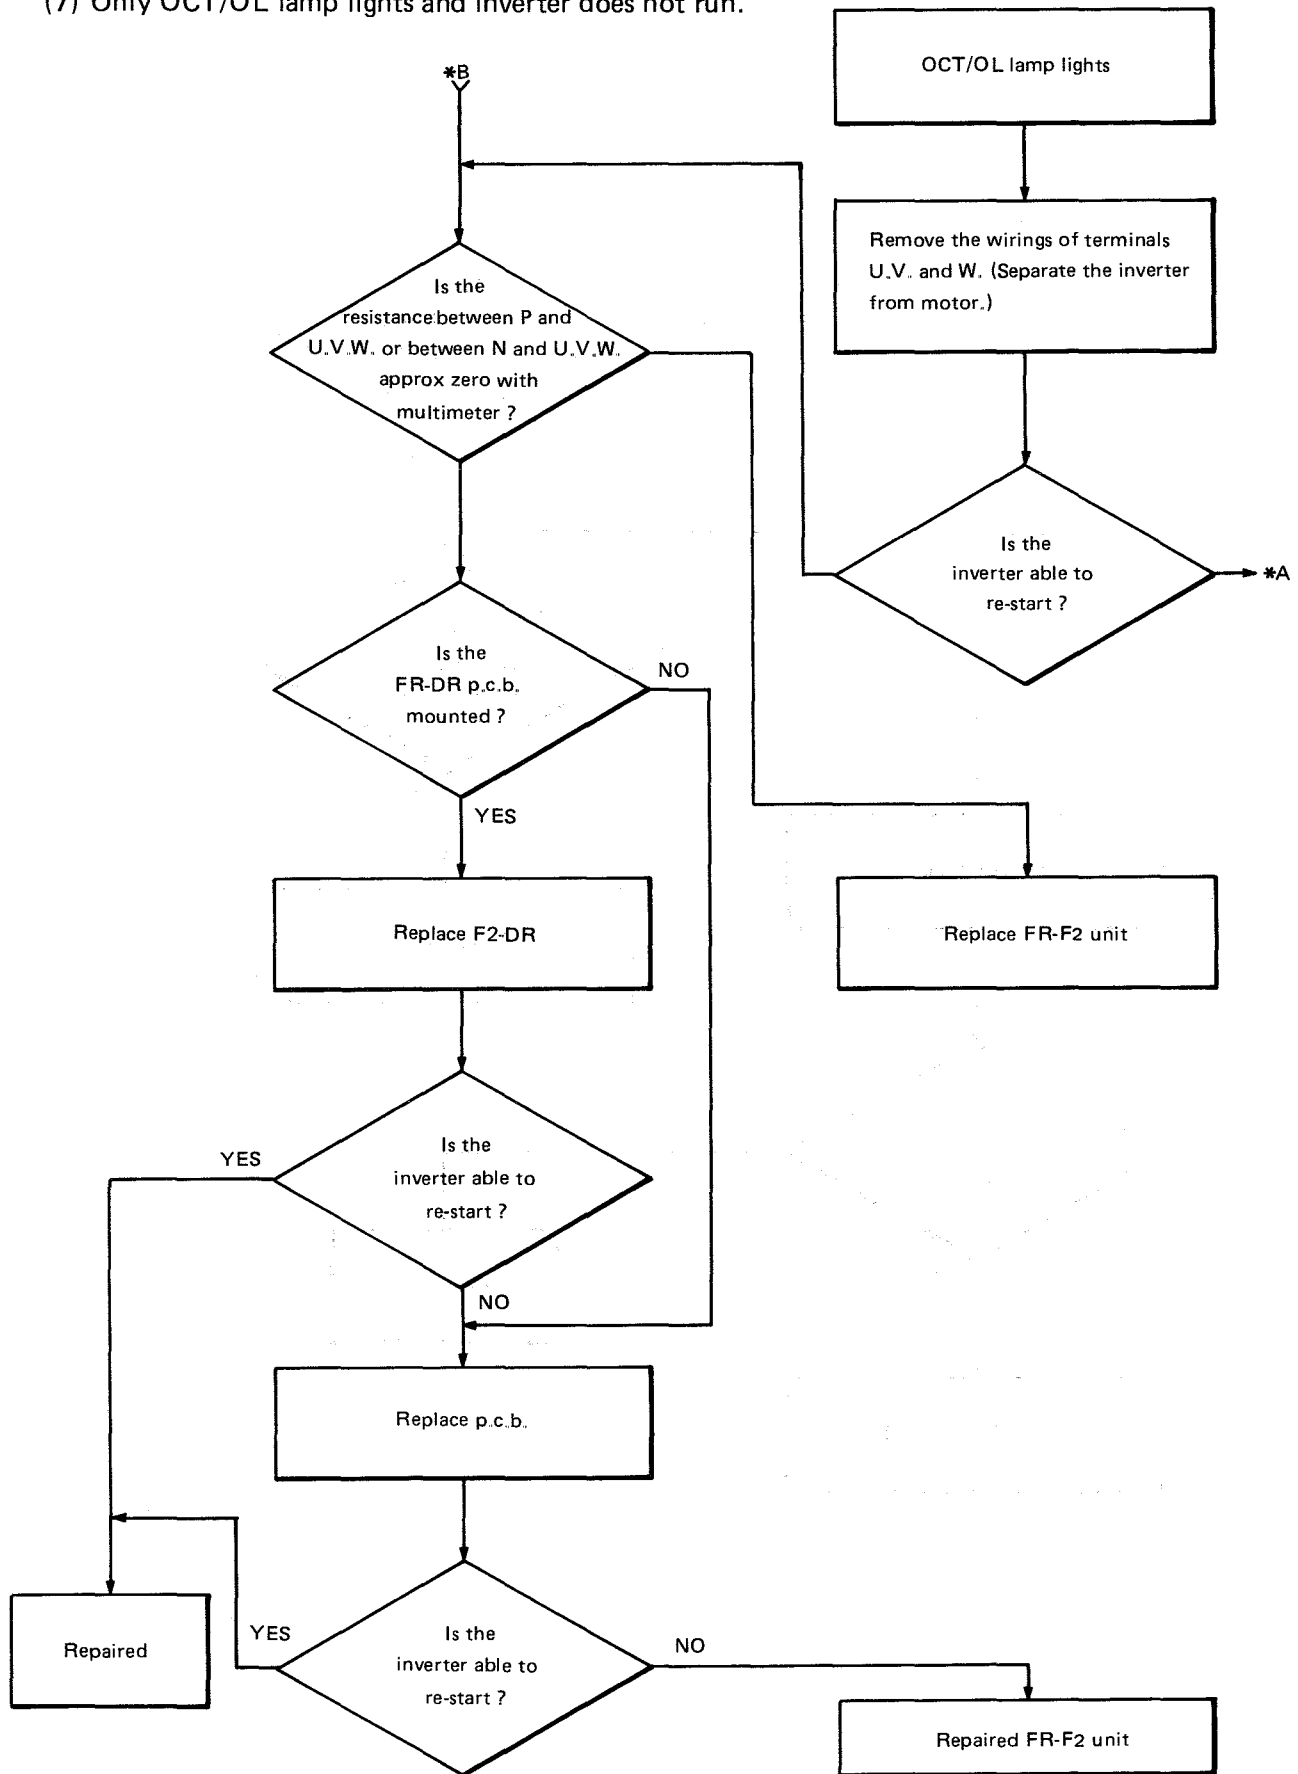 (7) Only OCT/OL lamp lights and inverter does not run.
OCT/OL lamp lights
Remove the wirings of terminals
U.V. and W. (Separate the inverter
from motor.)
Is the
inverter able to
re-start ?
*A
*B
Is the
resistance between P and
U.V.W. or between N and U.V.W.
approx zero with
multimeter ?
Is the
FR-DR p.c.b.
mounted ?
NO
YES
Replace F2-DR
Replace FR-F2 unit
Is the
inverter able to
re-start ?
YES
NO
Replace p.c.b.
Is the
inverter able to
re-start ?
YES
NO
Repaired
Repaired FR-F2 unit